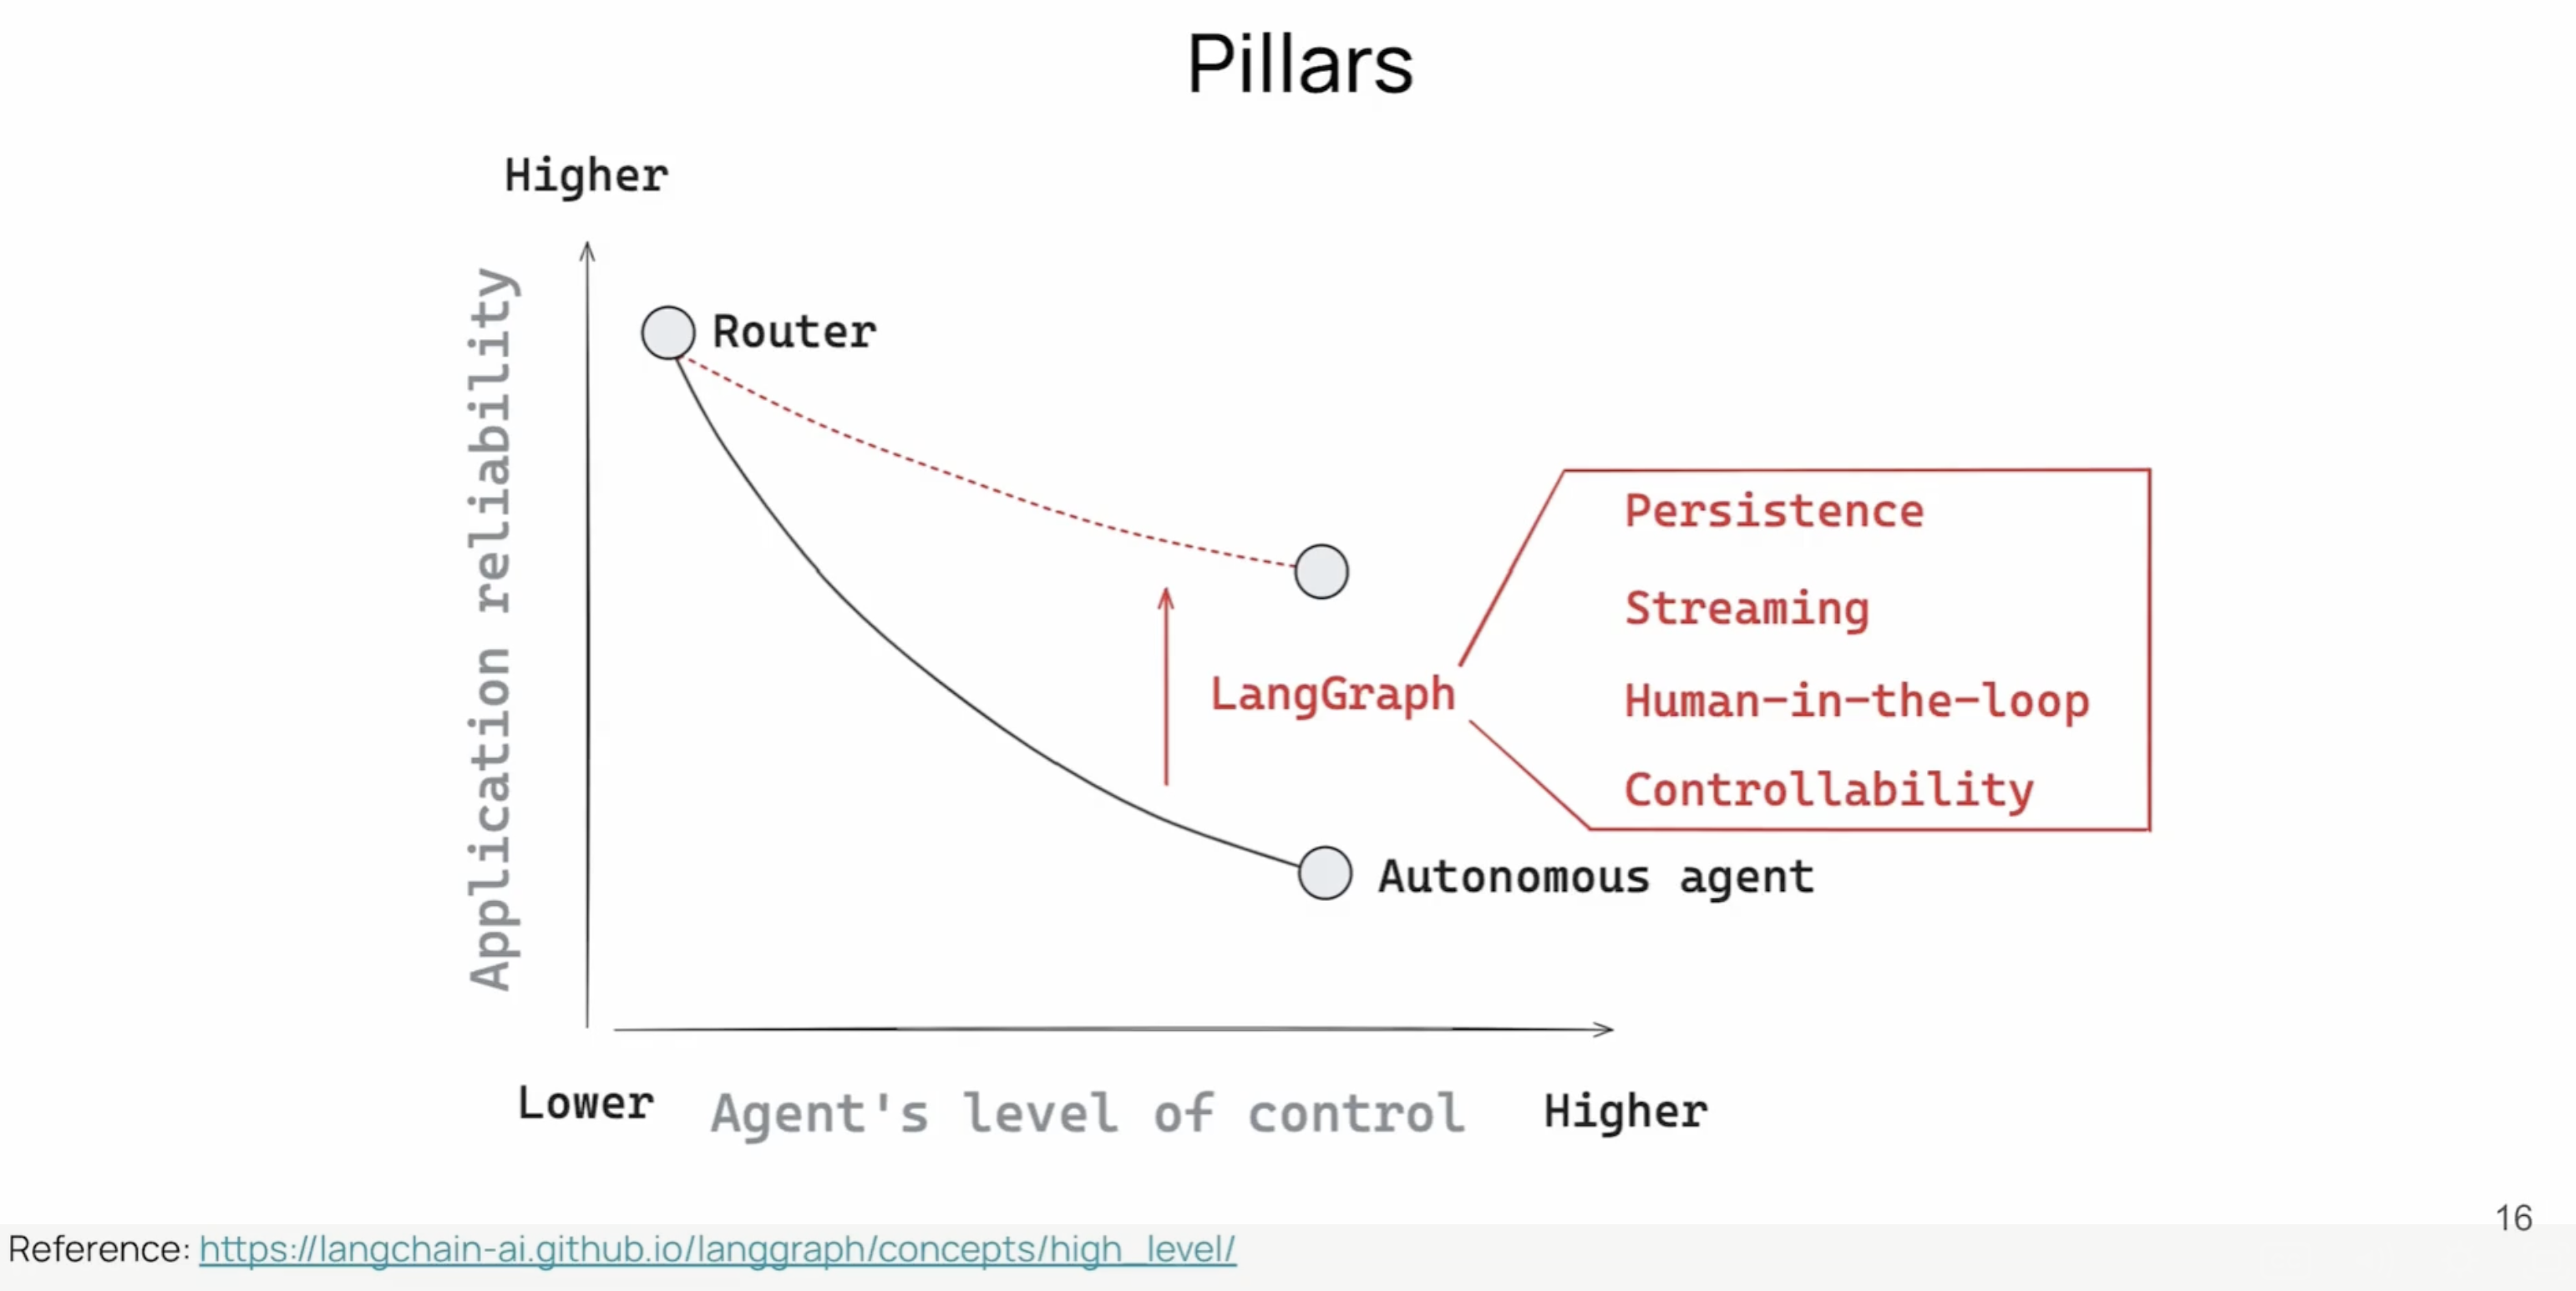 Pillars
Higher
Application reliability
Router
Persistence
Streaming
LangGraph
Human-in-the-loop
Controllability
Autonomous agent
Lower
Agent's level of control
Higher
16
Reference: https://langchain-ai.github.io/langgraph/concepts/high_level/